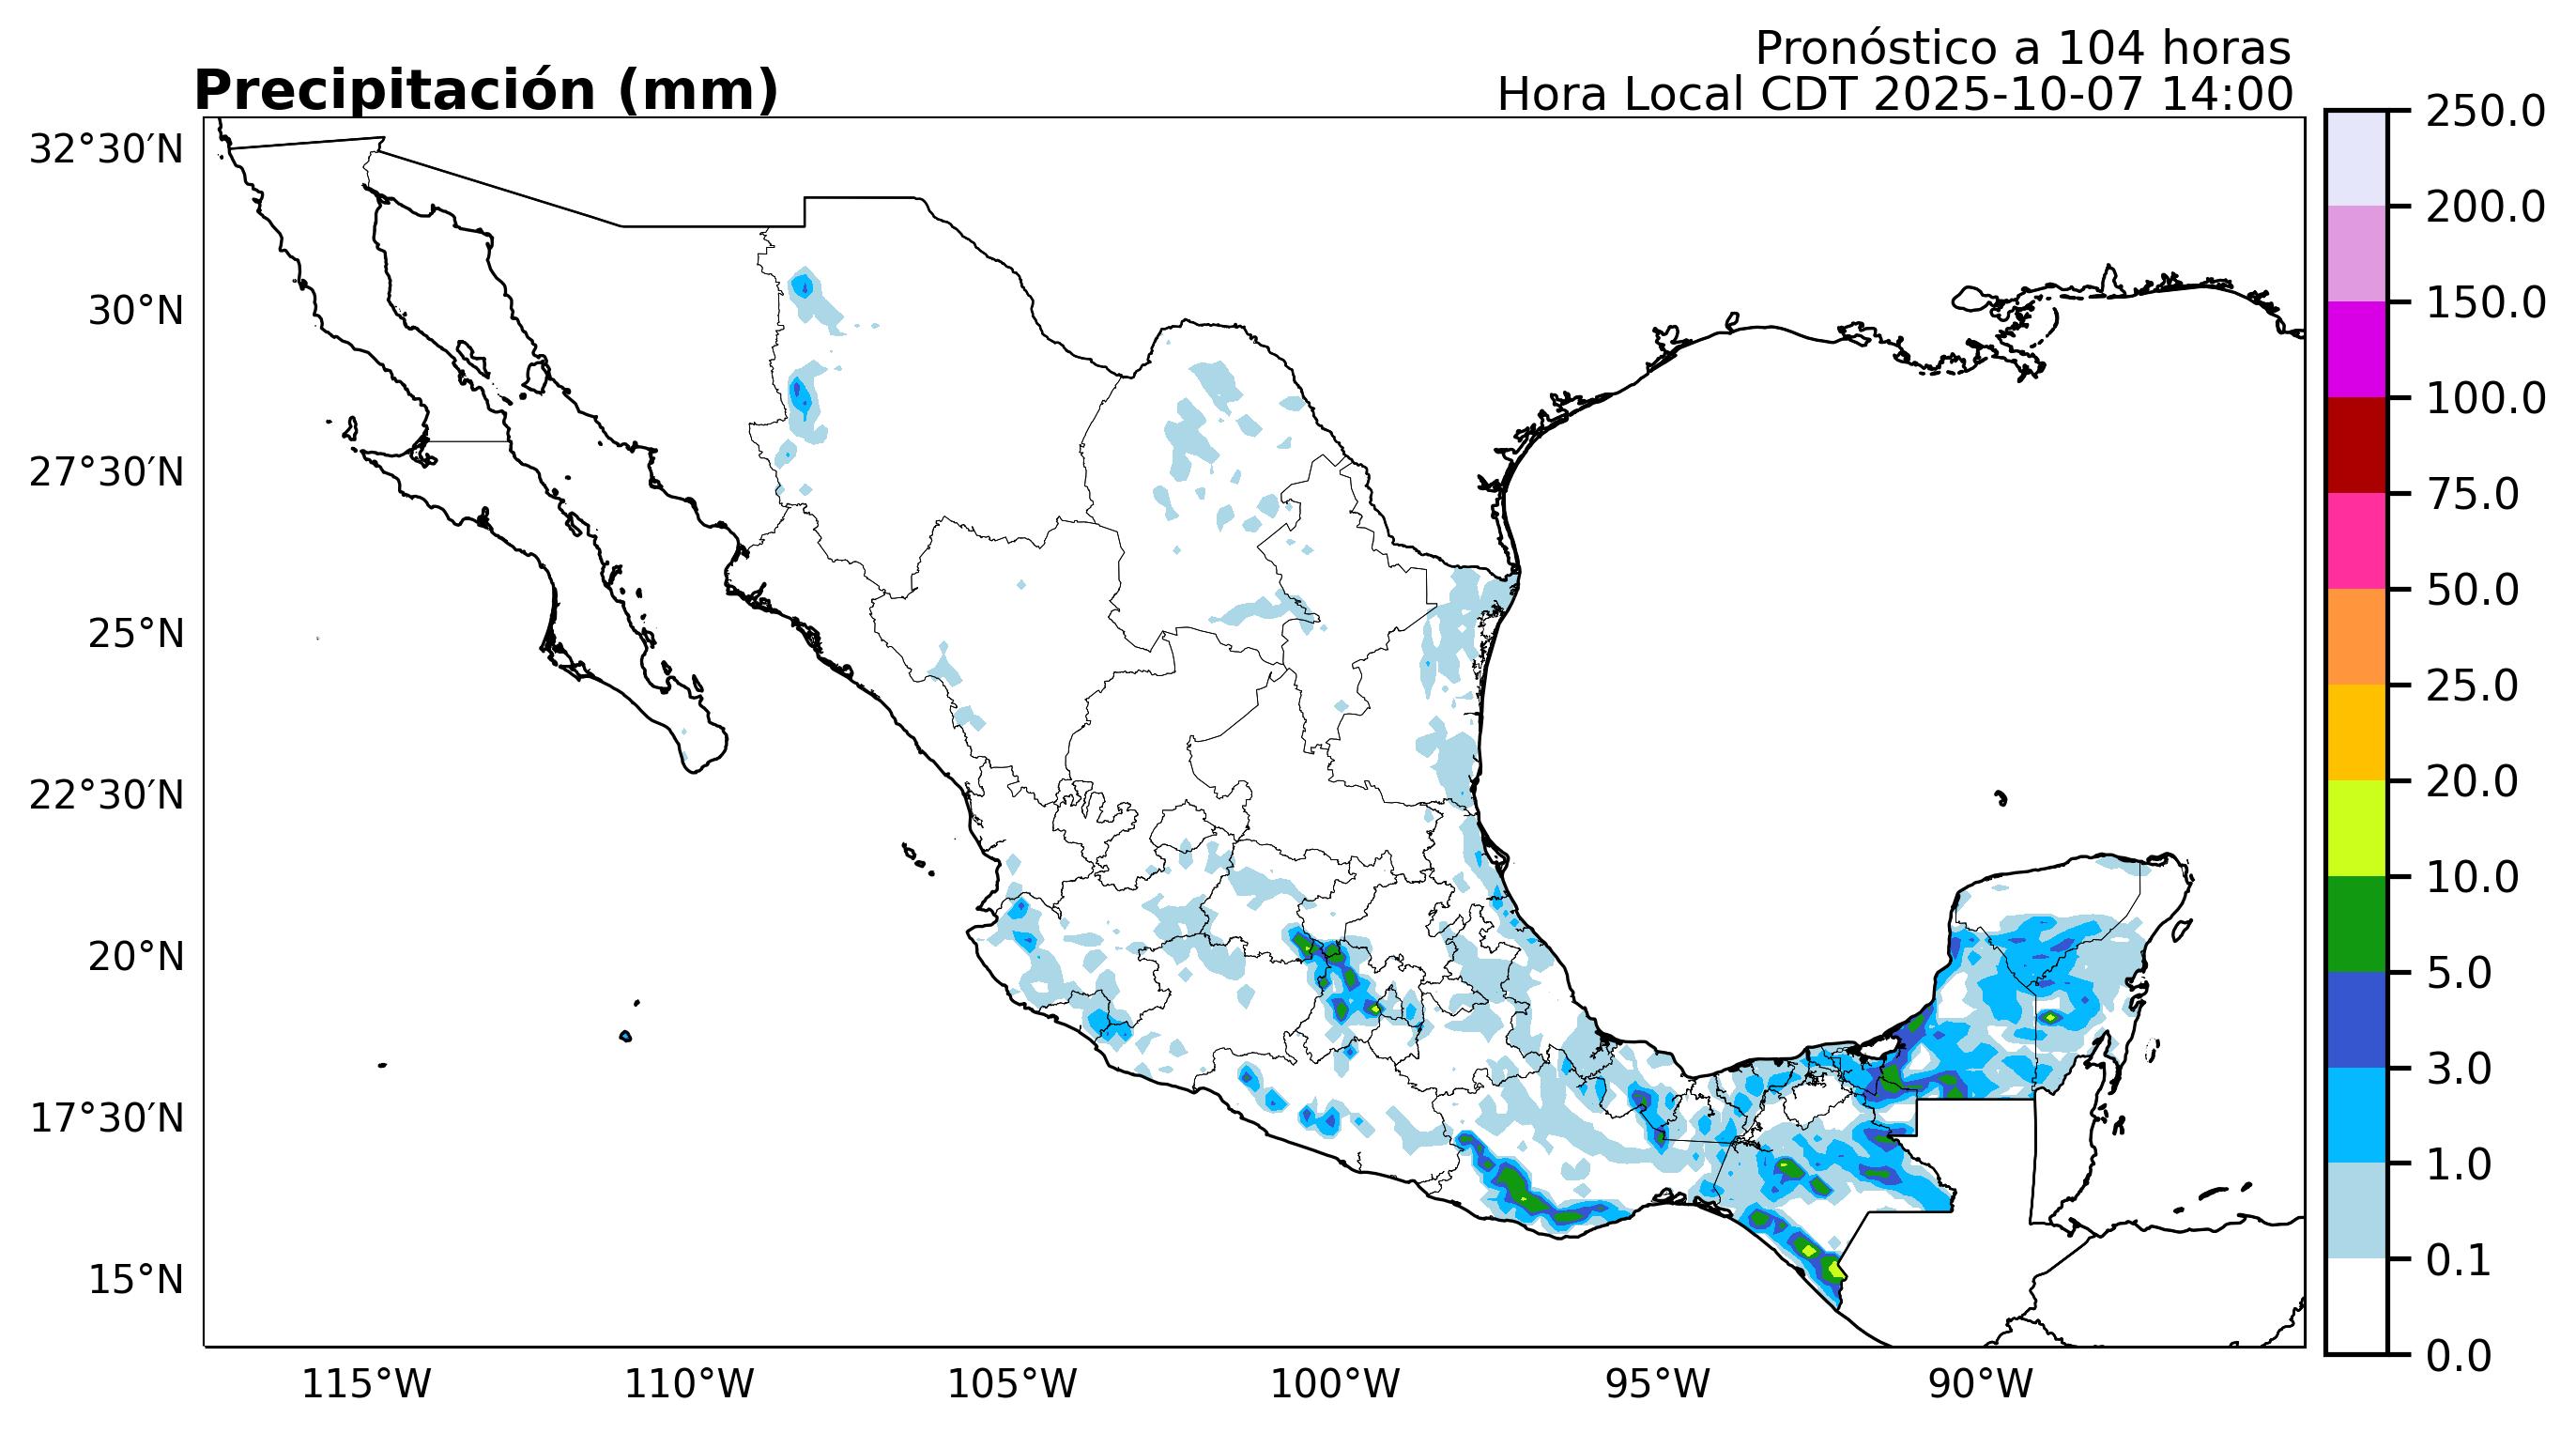 Pronóstico a 104 horas
Precipitación (mm)
Hora Local CDT 2025-10-07 14:00
32°30′N
30°N
27°30′N
25°N
22°30′N
20°N
17°30′N
15°N
115°W
110°W
105°W
100°W
95°W
90°W
250.0
200.0
150.0
100.0
75.0
50.0
25.0
20.0
10.0
5.0
3.0
1.0
0.1
0.0